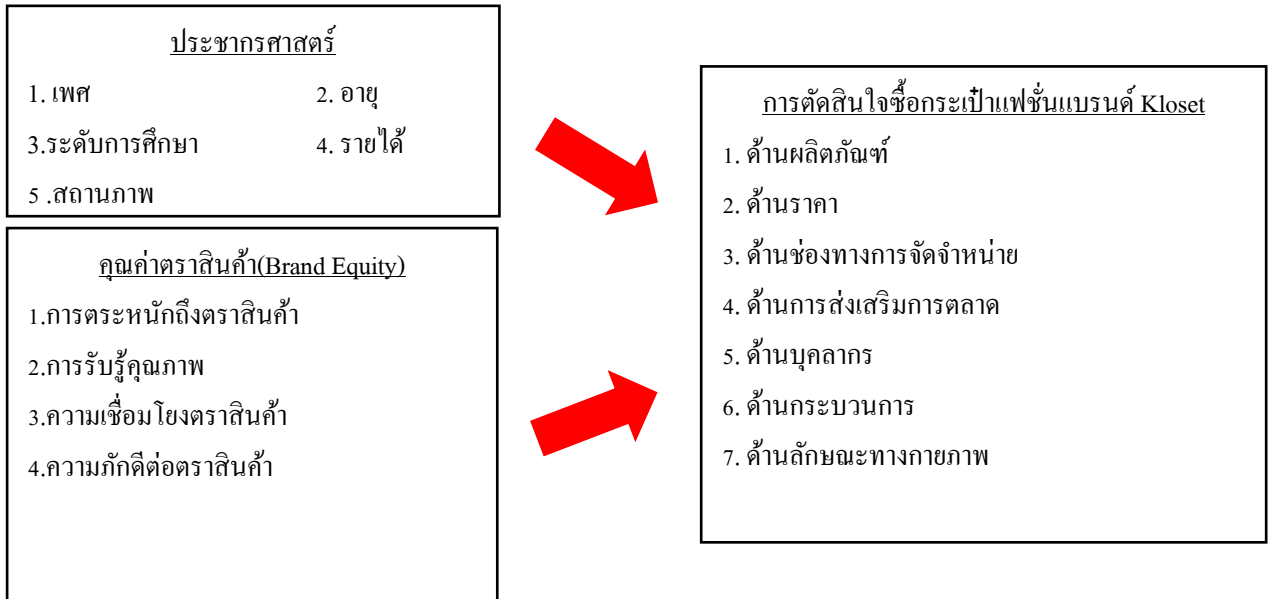 ประชากรศาสตร์
1. เพศ 2. อายุ
3.ระดับการศึกษา 4. รายได้
5 .สถานภาพ
คุณค่าตราสินค้า(Brand Equity)
1.การตระหนักถึงตราสินค้า
2.การรับรู้คุณภาพ
3.ความเชื่อมโยงตราสินค้า
4.ความภักดีต่อตราสินค้า
การตัดสินใจซื้อกระเป๋าแฟชั่นแบรนด์ Kloset
1. ด้านผลิตภัณฑ์
2. ด้านราคา
3. ด้านช่องทางการจัดจำหน่าย
4. ด้านการส่งเสริมการตลาด
5. ด้านบุคลากร
6. ด้านกระบวนการ
7. ด้านลักษณะทางกายภาพ